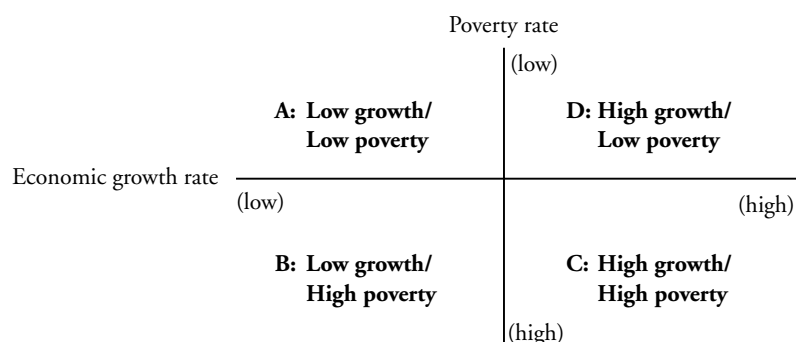 Poverty rate
(low)
A: Low growth/
Low poverty
D: High growth/
Low poverty
Economic growth rate
(low)
(high)
B: Low growth/
High poverty
C: High growth/
High poverty
(high)